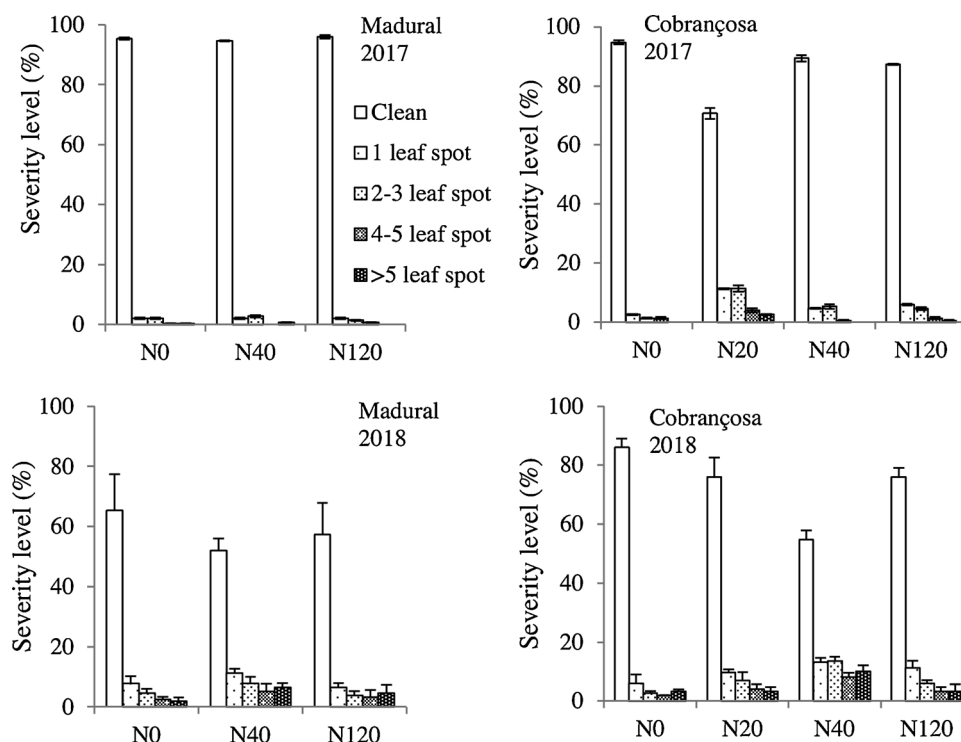 Madural
2017
Severity level (%)
100
80
60
40
20
0
Clean
1 leaf spot
2-3 leaf spot
4-5 leaf spot
>5 leaf spot
N0
N40
N120
Cobrançosa
2017
Severity level (%)
100
80
60
40
20
0
N0
N20
N40
N120
Madural
2018
Severity level (%)
100
80
60
40
20
0
N0
N40
N120
Cobrançosa
2018
Severity level (%)
100
80
60
40
20
0
N0
N20
N40
N120